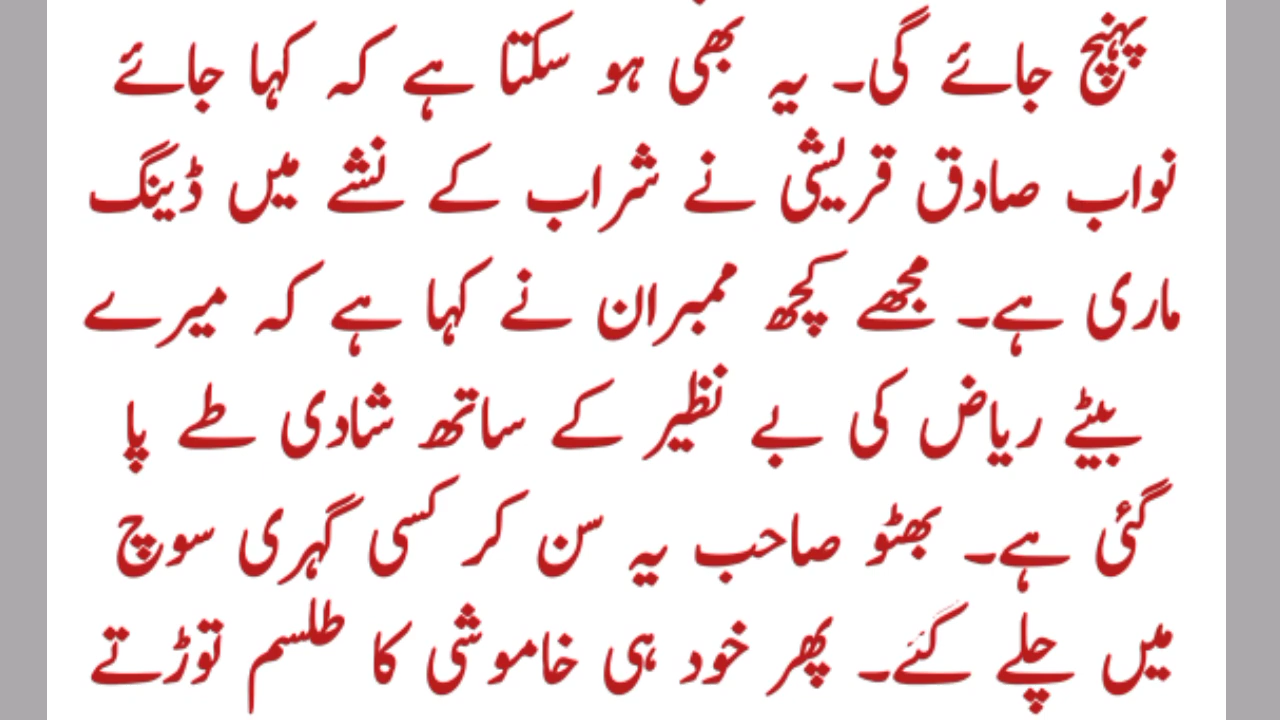 پہنچ جائے گی۔ یہ بھی ہو سکتا ہے کہ کہا جائے
نواب صادق قریشی نے شراب کے نشے میں ڈینگ
ماری ہے۔ مجھے کچھ ممبران نے کہا ہے کہ میرے
بیٹے ریاض کی بے نظیر کے ساتھ شادی طے پا
گئی ہے۔ بھٹو صاحب یہ سن کر کسی گہری سوچ
میں چلے گئے۔ پھر خود ہی خاموشی کا طلسم توڑتے